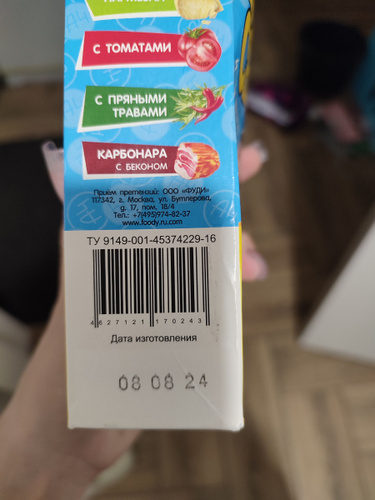 С ТОМАТАМИ
С ПРЯНЫМИ
ТРАВАМИ
КАРБОНАРА
С БЕКОНОМ
Приём претензий: ООО «ФУДИ»
117342, г. Москва, ул. Бутлерова,
д. 17, пом. 18/4
Тел.: +7(495)974-82-37
www.foody.ru.com
ТУ 9149-001-45374229-16
4 627121 170243
Дата изготовления
08 08 24